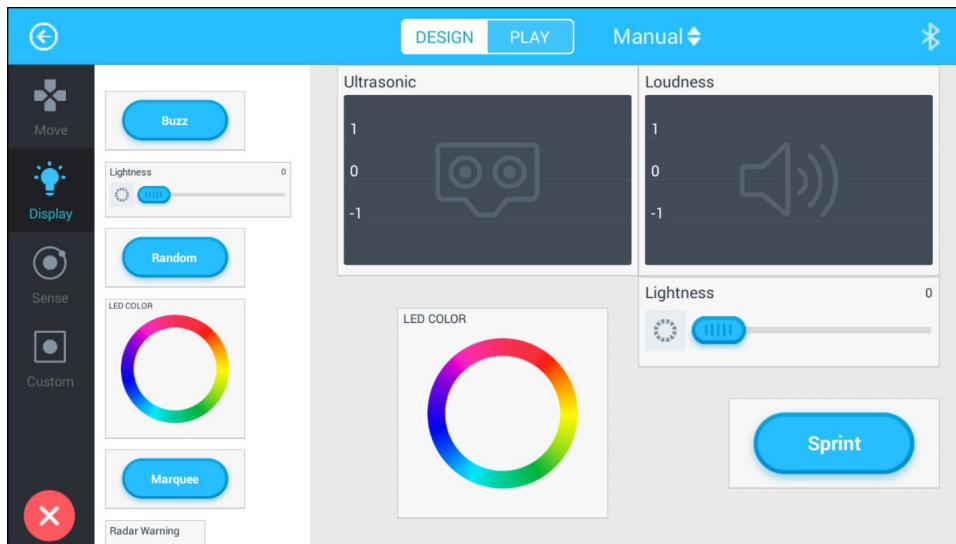 DESIGN PLAY Manual
Move
Display
Sense
Custom
Buzz
Lightness 0
Random
LED COLOR
Marquee
Radar Warning
Ultrasonic
1
0
-1
Loudness
1
0
-1
LED COLOR
Lightness 0
Sprint